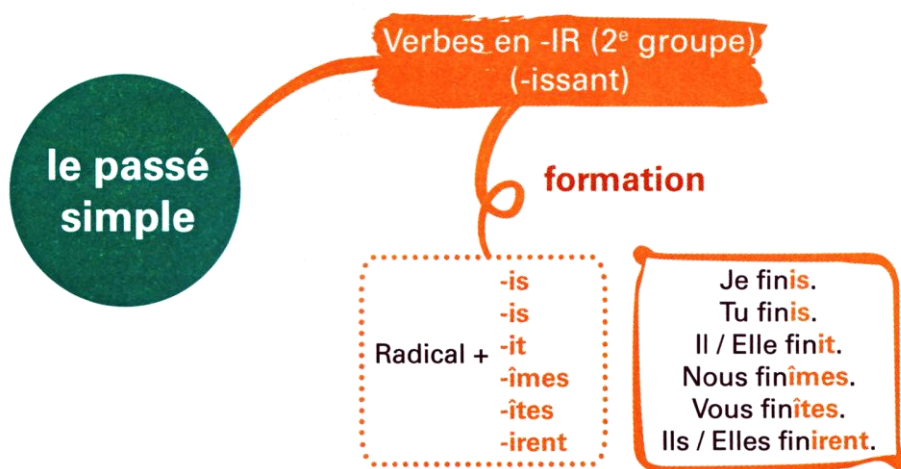 Verbes en -IR (2e groupe)
(-issant)
le passé
simple
formation
Radical +
-is
-is
-it
-îmes
-îtes
-irent
Je finis.
Tu finis.
Il / Elle finit.
Nous finîmes.
Vous finîtes.
Ils / Elles finirent.